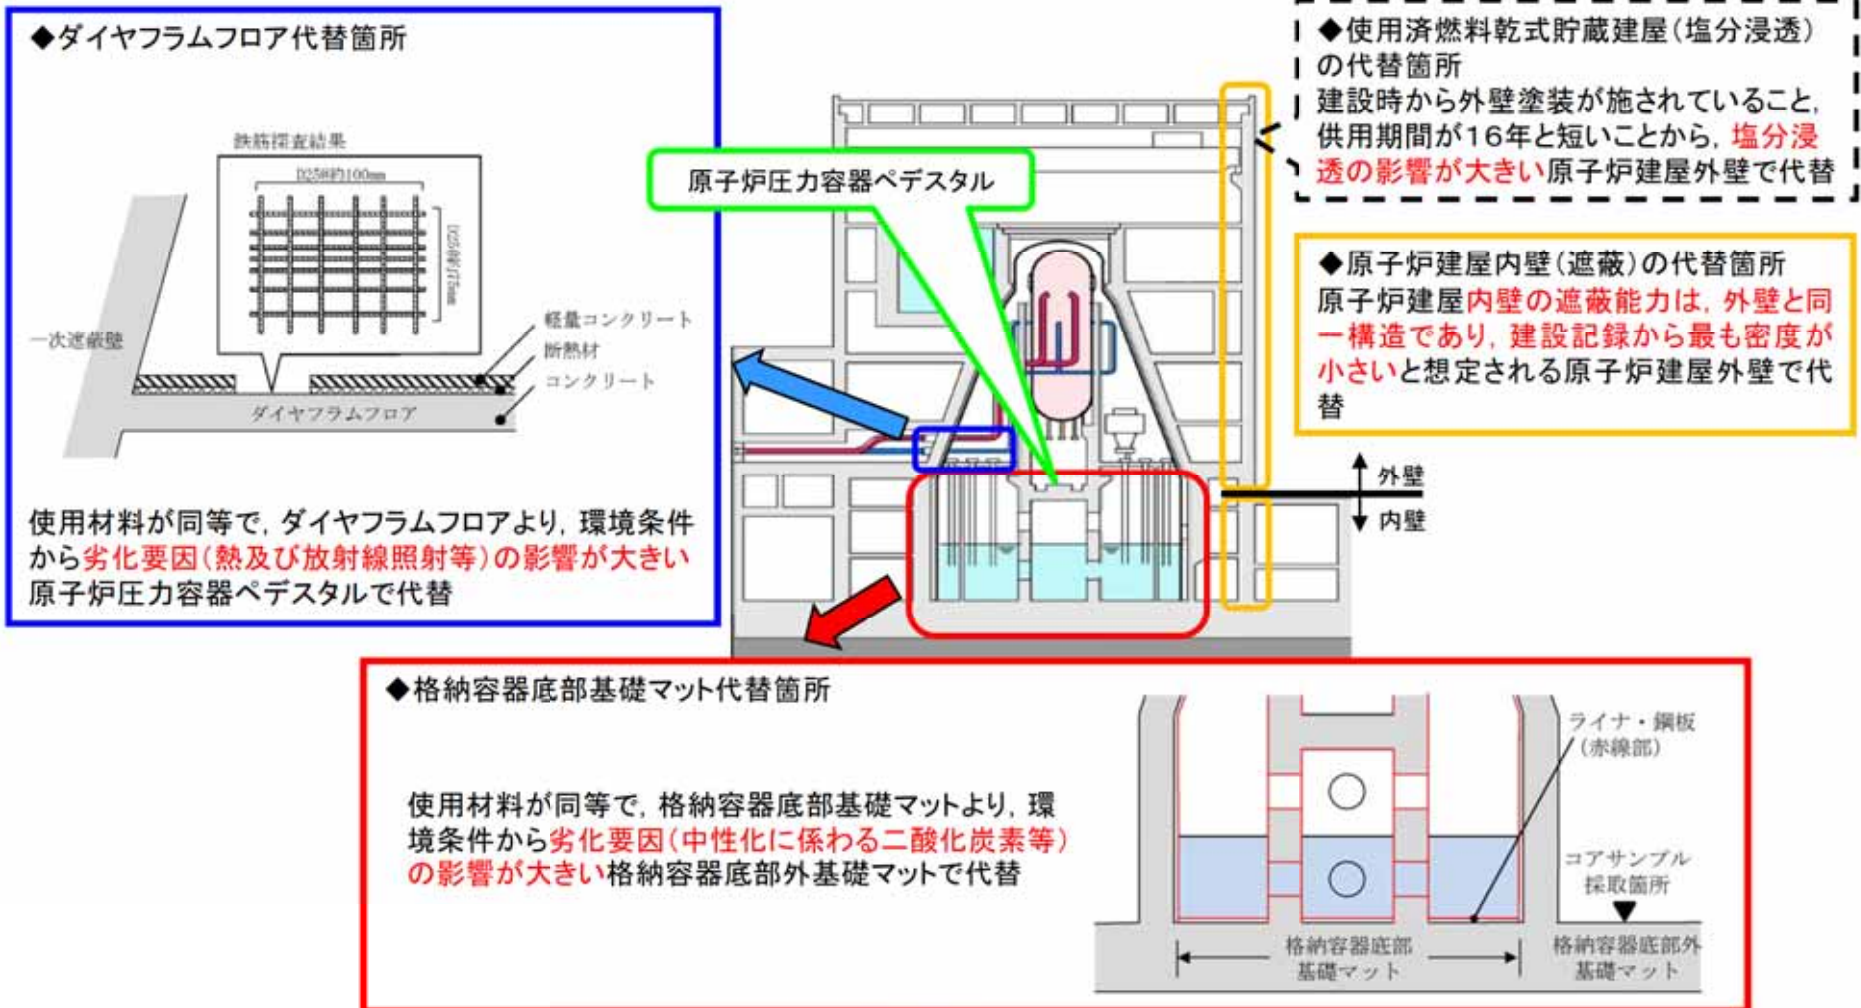 ◆ダイヤフラムフロア代替箇所
鉄筋探査結果
D25@約100mm
D25@約175mm
一次遮蔽壁
軽量コンクリート
断熱材
コンクリート
ダイヤフラムフロア
使用材料が同等で，ダイヤフラムフロアより，環境条件
から劣化要因（熱及び放射線照射等）の影響が大きい
原子炉圧力容器ペデスタルで代替
原子炉圧力容器ペデスタル
◆使用済燃料乾式貯蔵建屋（塩分浸透）
の代替箇所
建設時から外壁塗装が施されていること，
供用期間が16年と短いことから，塩分浸
透の影響が大きい原子炉建屋外壁で代替
◆原子炉建屋内壁（遮蔽）の代替箇所
原子炉建屋内壁の遮蔽能力は，外壁と同
一構造であり，建設記録から最も密度が
小さいと想定される原子炉建屋外壁で代
替
外壁
内壁
◆格納容器底部基礎マット代替箇所
使用材料が同等で，格納容器底部基礎マットより，環
境条件から劣化要因（中性化に係わる二酸化炭素等）
の影響が大きい格納容器底部外基礎マットで代替
ライナ・鋼板
（赤線部）
コアサンプル
採取箇所
格納容器底部
基礎マット
格納容器底部外
基礎マット